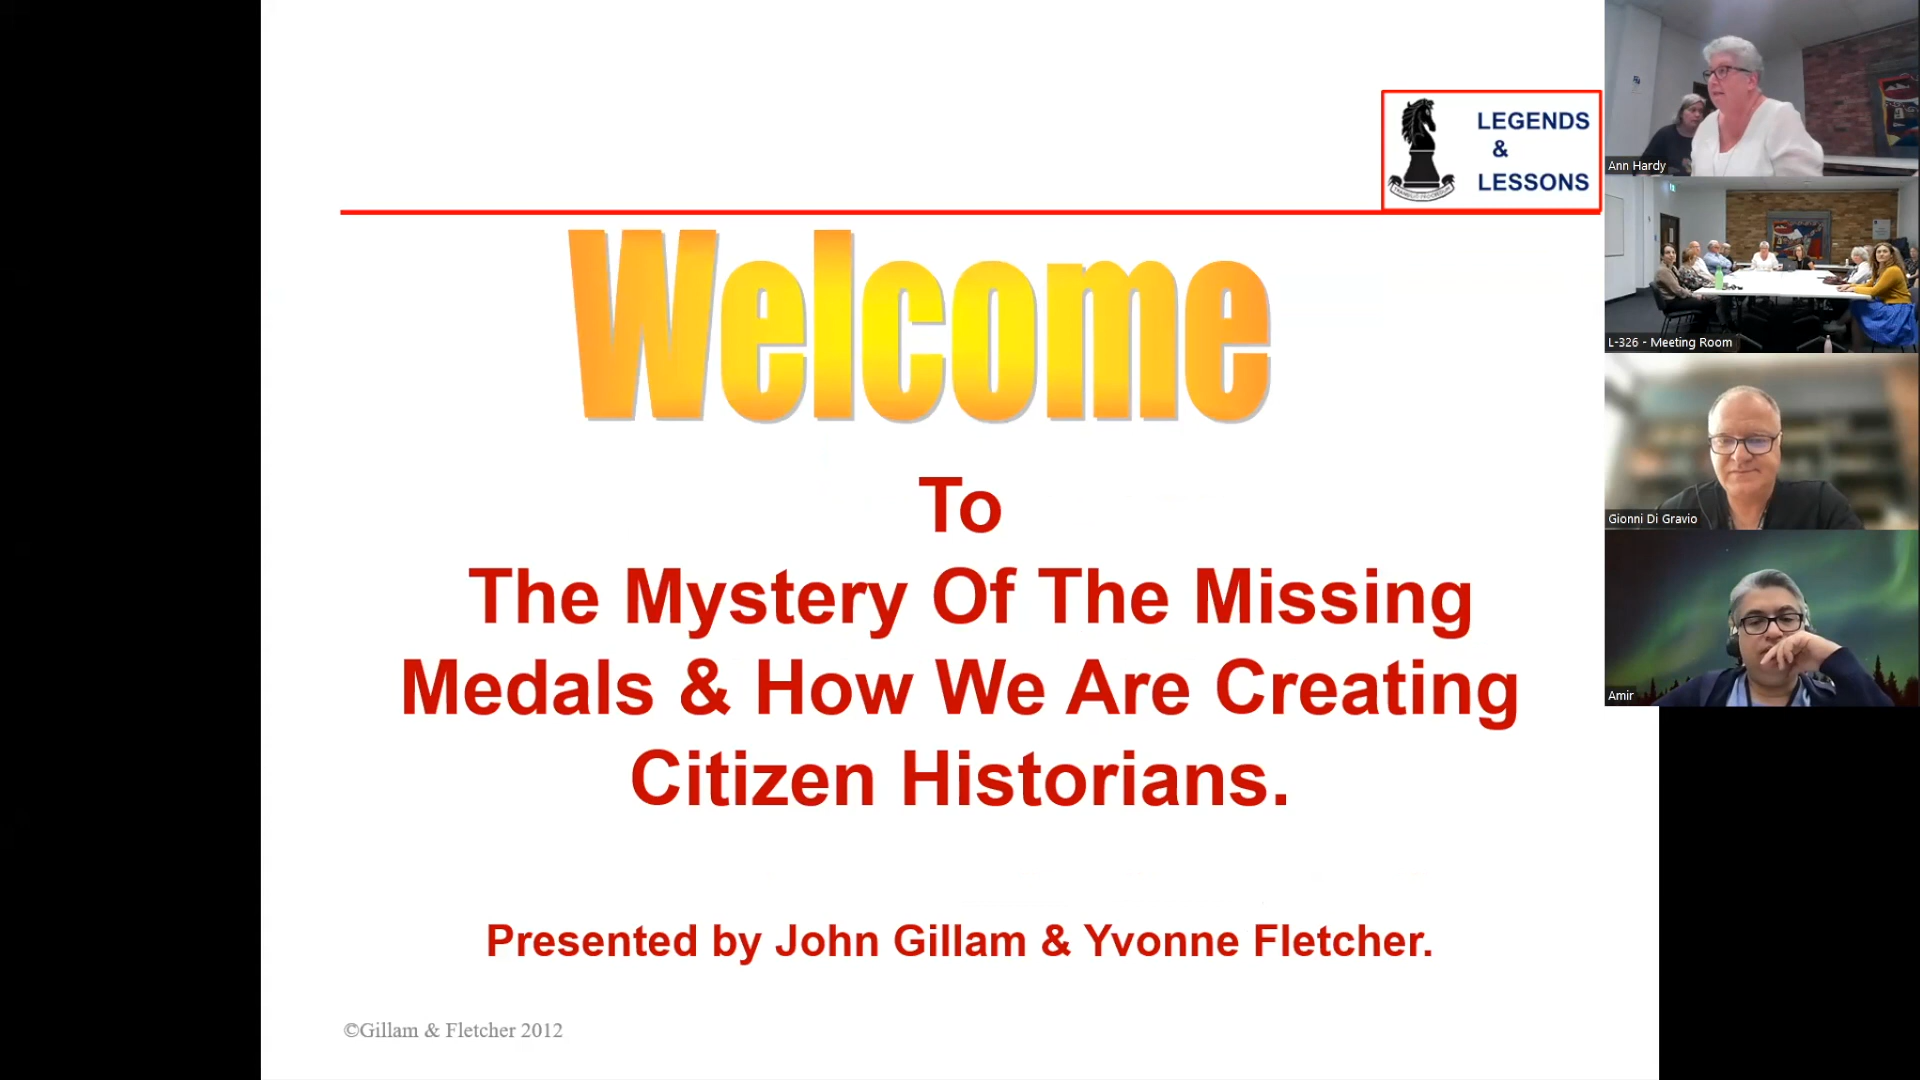 LEGENDS
&
LESSONS
Welcome
To
The Mystery Of The Missing
Medals & How We Are Creating
Citizen Historians.
Presented by John Gillam & Yvonne Fletcher.
©Gillam & Fletcher 2012
Ann Hardy
L-326 - Meeting Room
Gionni Di Gravio
Amir